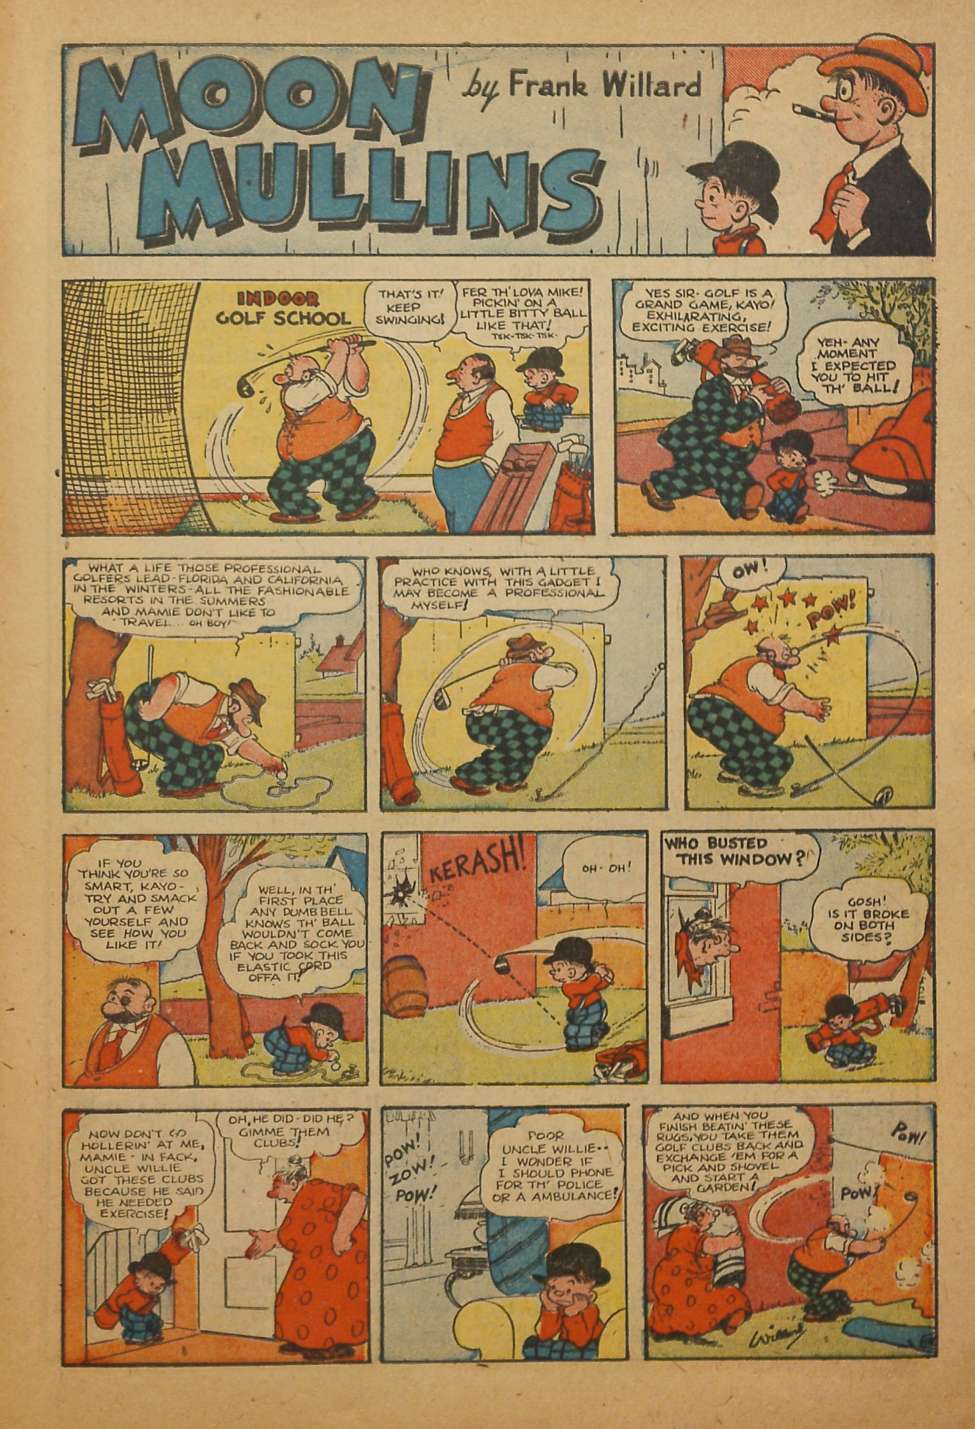 MOON
MULLINS
by Frank Willard
INDOOR
GOLF SCHOOL
THAT'S IT!
KEEP
SWINGING!
FER TH' LOVA MIKE!
PICKIN' ON A
LITTLE BITTY BALL
LIKE THAT!
TSK-TSK-TSK-
YES SIR- GOLF IS A
GRAND GAME, KAYO!
EXHILARATING,
EXCITING EXERCISE!
YEH- ANY
MOMENT
I EXPECTED
YOU TO HIT
TH' BALL!
WHAT A LIFE THOSE PROFESSIONAL
GOLFERS LEAD-FLORIDA AND CALIFORNIA
IN THE WINTERS-ALL THE FASHIONABLE
RESORTS IN THE SUMMERS
AND MAMIE DON'T LIKE TO
TRAVEL... OH BOY!
WHO KNOWS, WITH A LITTLE
PRACTICE WITH THIS GADGET I
MAY BECOME A PROFESSIONAL
MYSELF!
OW!
POW!
IF YOU
THINK YOU'RE SO
SMART, KAYO-
TRY AND SMACK
OUT A FEW
YOURSELF AND
SEE HOW YOU
LIKE IT!
WELL, IN TH'
FIRST PLACE
ANY DUMBBELL
KNOWS TH' BALL
WOULDN'T COME
BACK AND SOCK YOU
IF YOU TOOK THIS
ELASTIC CORD
OFFA IT!
KERASH!
OH-OH!
WHO BUSTED
THIS WINDOW?
GOSH!
IS IT BROKE
ON BOTH
SIDES?
NOW DON'T GO
HOLLERIN' AT ME,
MAMIE - IN FACK,
UNCLE WILLIE
GOT THESE CLUBS
BECAUSE HE SAID
HE NEEDED
EXERCISE!
OH, HE DID-DID HE?
GIMME THEM
CLUBS!
POW!
ZOW!
POW!
POOR
UNCLE WILLIE--
I WONDER IF
I SHOULD PHONE
FOR TH' POLICE
OR A AMBULANCE!
AND WHEN YOU
FINISH BEATIN' THESE
RUGS, YOU TAKE THEM
GOLF CLUBS BACK AND
EXCHANGE 'EM FOR A
PICK AND SHOVEL
AND START A
GARDEN!
POW!
POW!
Willard